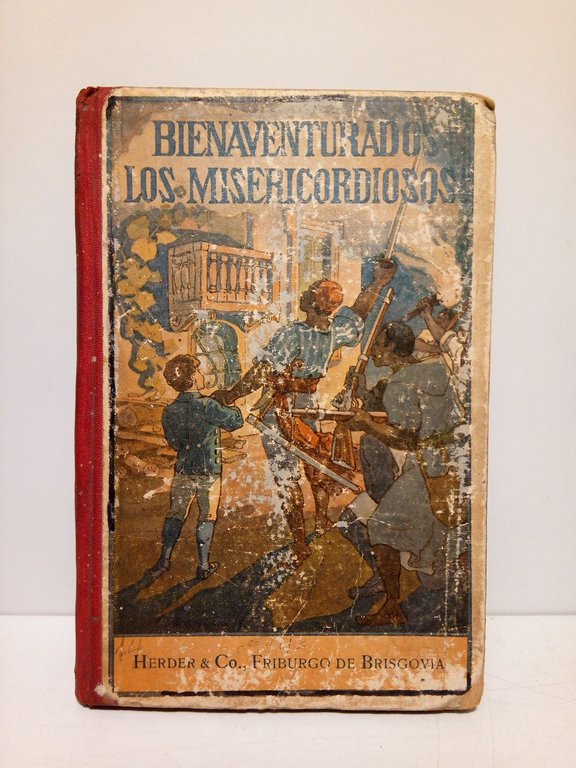 BIENAVENTURADOS
LOS MISERICORDIOSOS
HERDER & CO., FRIBURGO DE BRISGOVIA